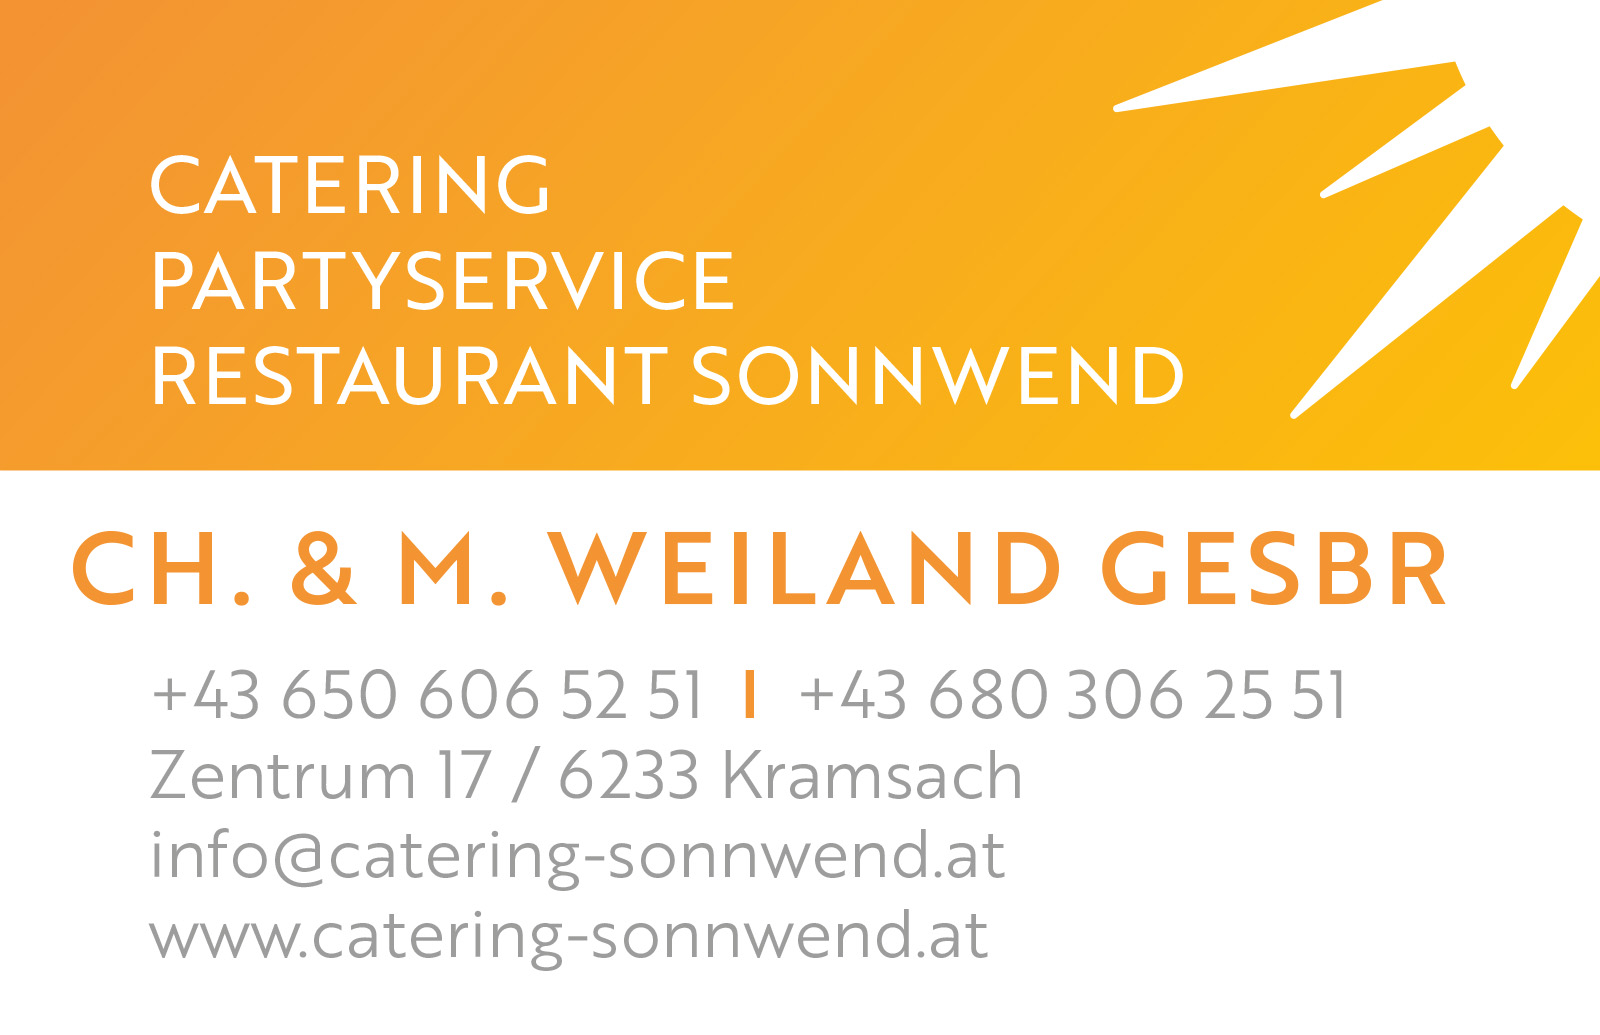 CATERING
PARTYSERVICE
RESTAURANT SONNWEND
CH. & M. WEILAND GESBR
+43 650 606 52 51 | +43 680 306 25 51
Zentrum 17 / 6233 Kramsach
info@catering-sonnwend.at
www.catering-sonnwend.at